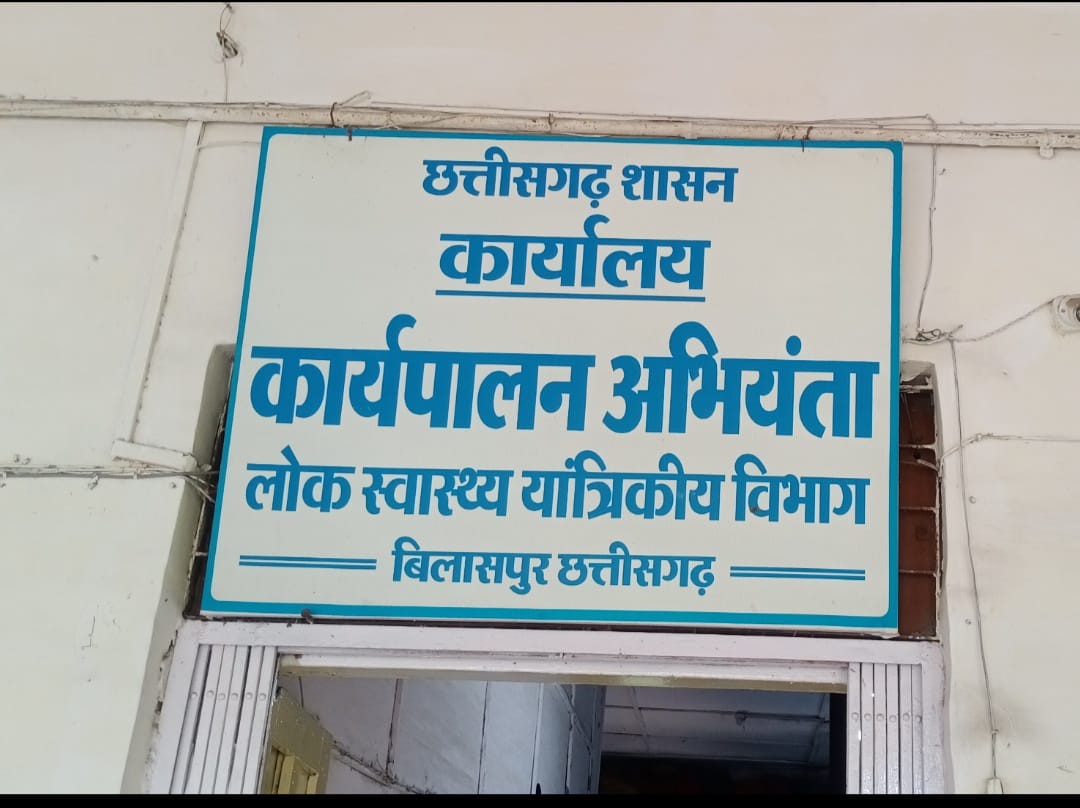 छत्तीसगढ़ शासन
कार्यालय
कार्यपालन अभियंता
लोक स्वास्थ्य यांत्रिकीय विभाग
बिलासपुर छत्तीसगढ़